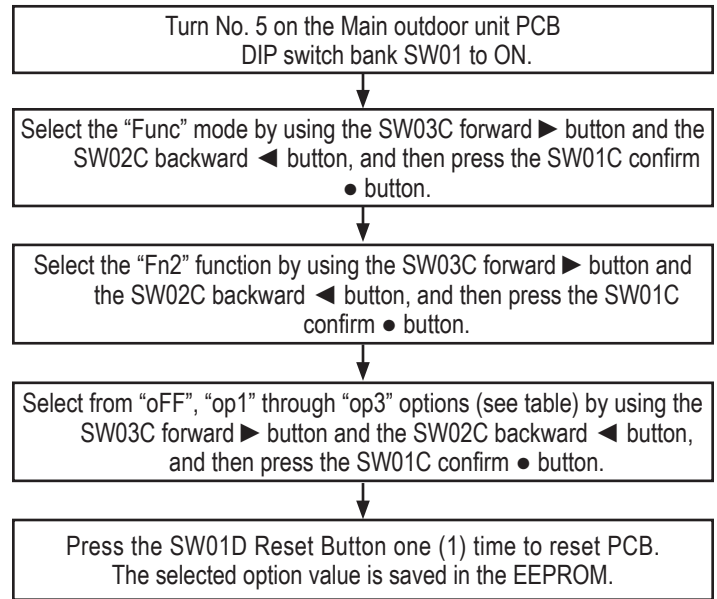 Turn No. 5 on the Main outdoor unit PCB
DIP switch bank SW01 to ON.
Select the “Func” mode by using the SW03C forward ► button and the
SW02C backward ◄ button, and then press the SW01C confirm
● button.
Select the “Fn2” function by using the SW03C forward ► button and
the SW02C backward ◄ button, and then press the SW01C
confirm ● button.
Select from “oFF”, “op1” through “op3” options (see table) by using the
SW03C forward ► button and the SW02C backward ◄ button,
and then press the SW01C confirm ● button.
Press the SW01D Reset Button one (1) time to reset PCB.
The selected option value is saved in the EEPROM.